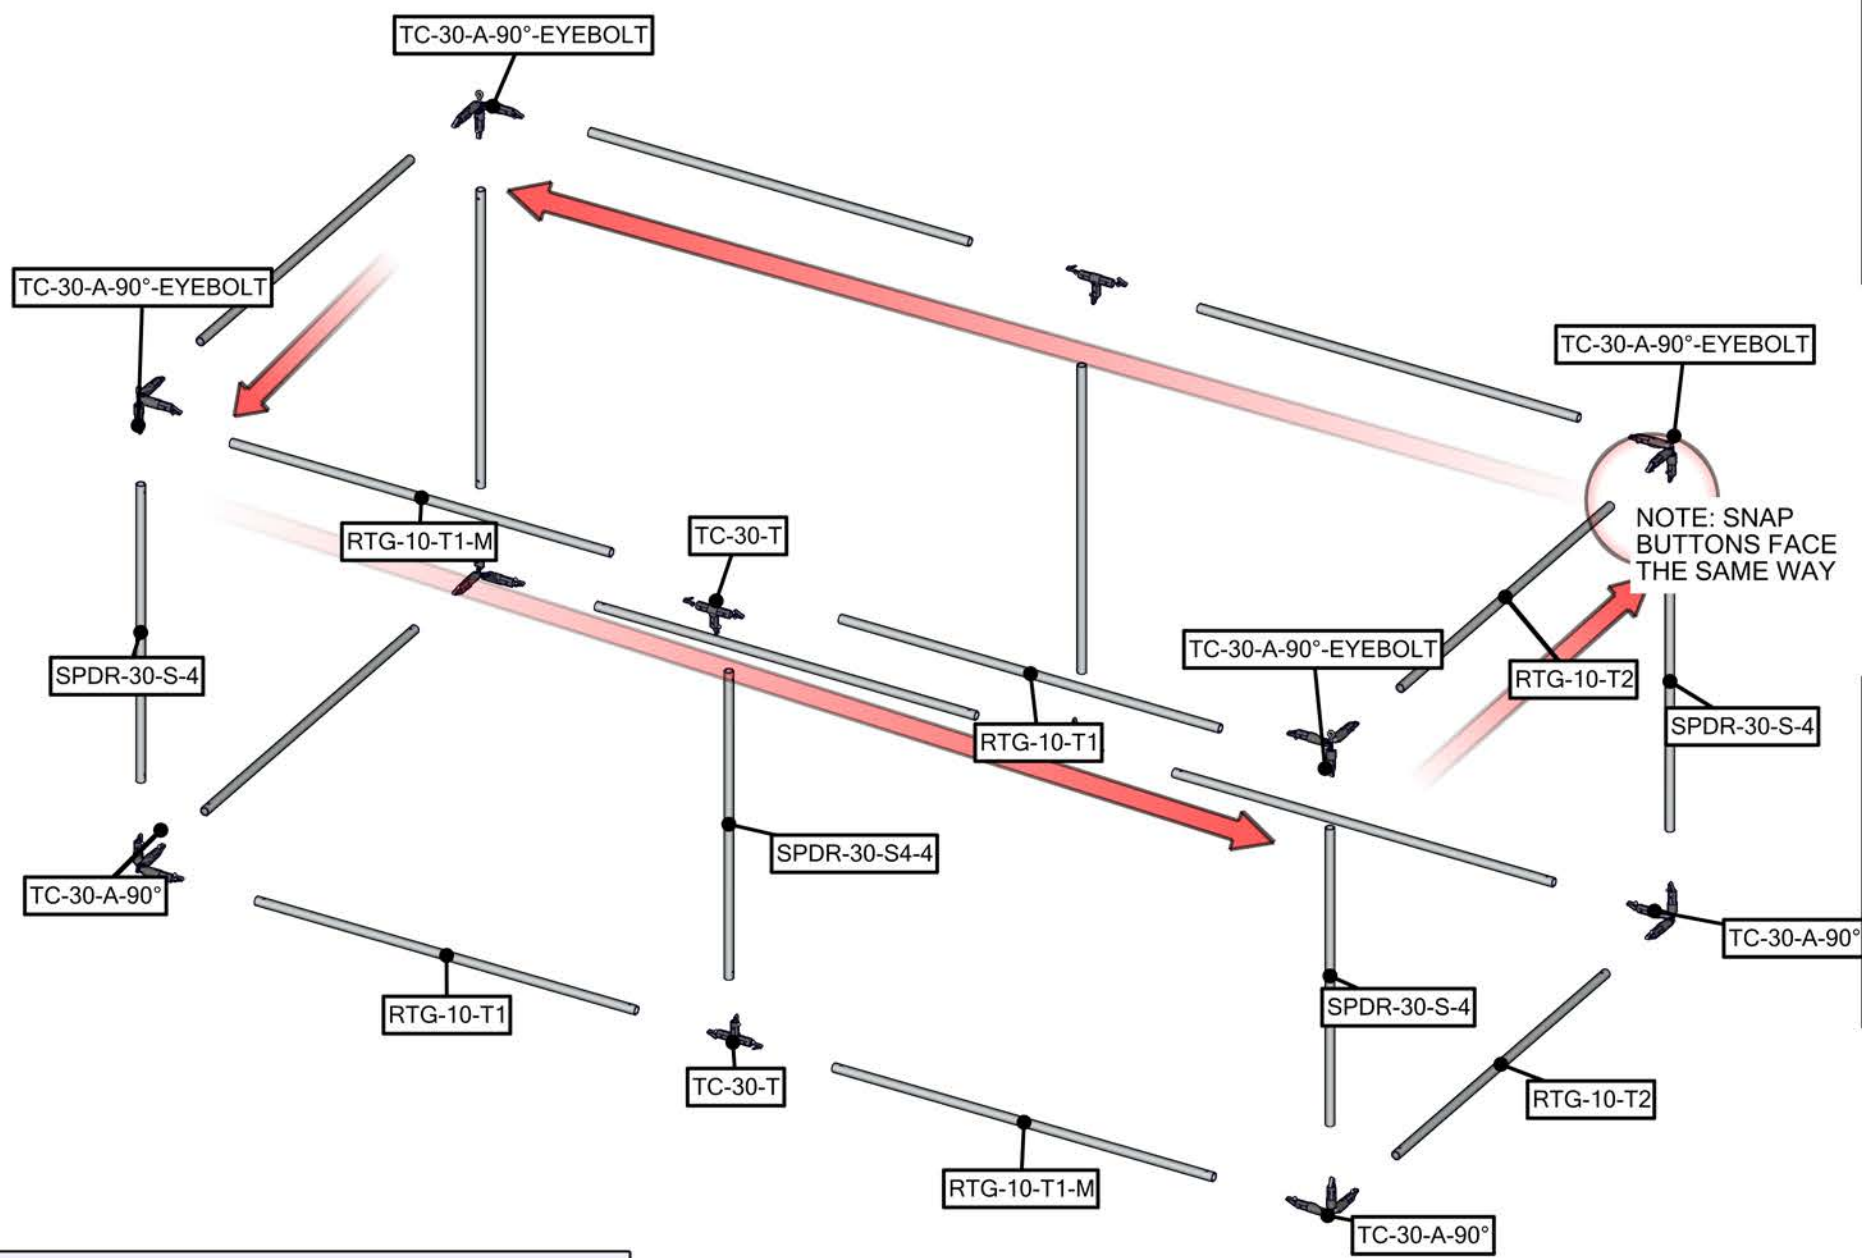 TC-30-A-90°-EYEBOLT
TC-30-A-90°-EYEBOLT
TC-30-A-90°-EYEBOLT
NOTE: SNAP
BUTTONS FACE
THE SAME WAY
RTG-10-T1-M
TC-30-T
TC-30-A-90°-EYEBOLT
SPDR-30-S-4
RTG-10-T2
SPDR-30-S-4
RTG-10-T1
SPDR-30-S4-4
TC-30-A-90°
TC-30-A-90°
RTG-10-T1
SPDR-30-S-4
TC-30-T
RTG-10-T2
RTG-10-T1-M
TC-30-A-90°